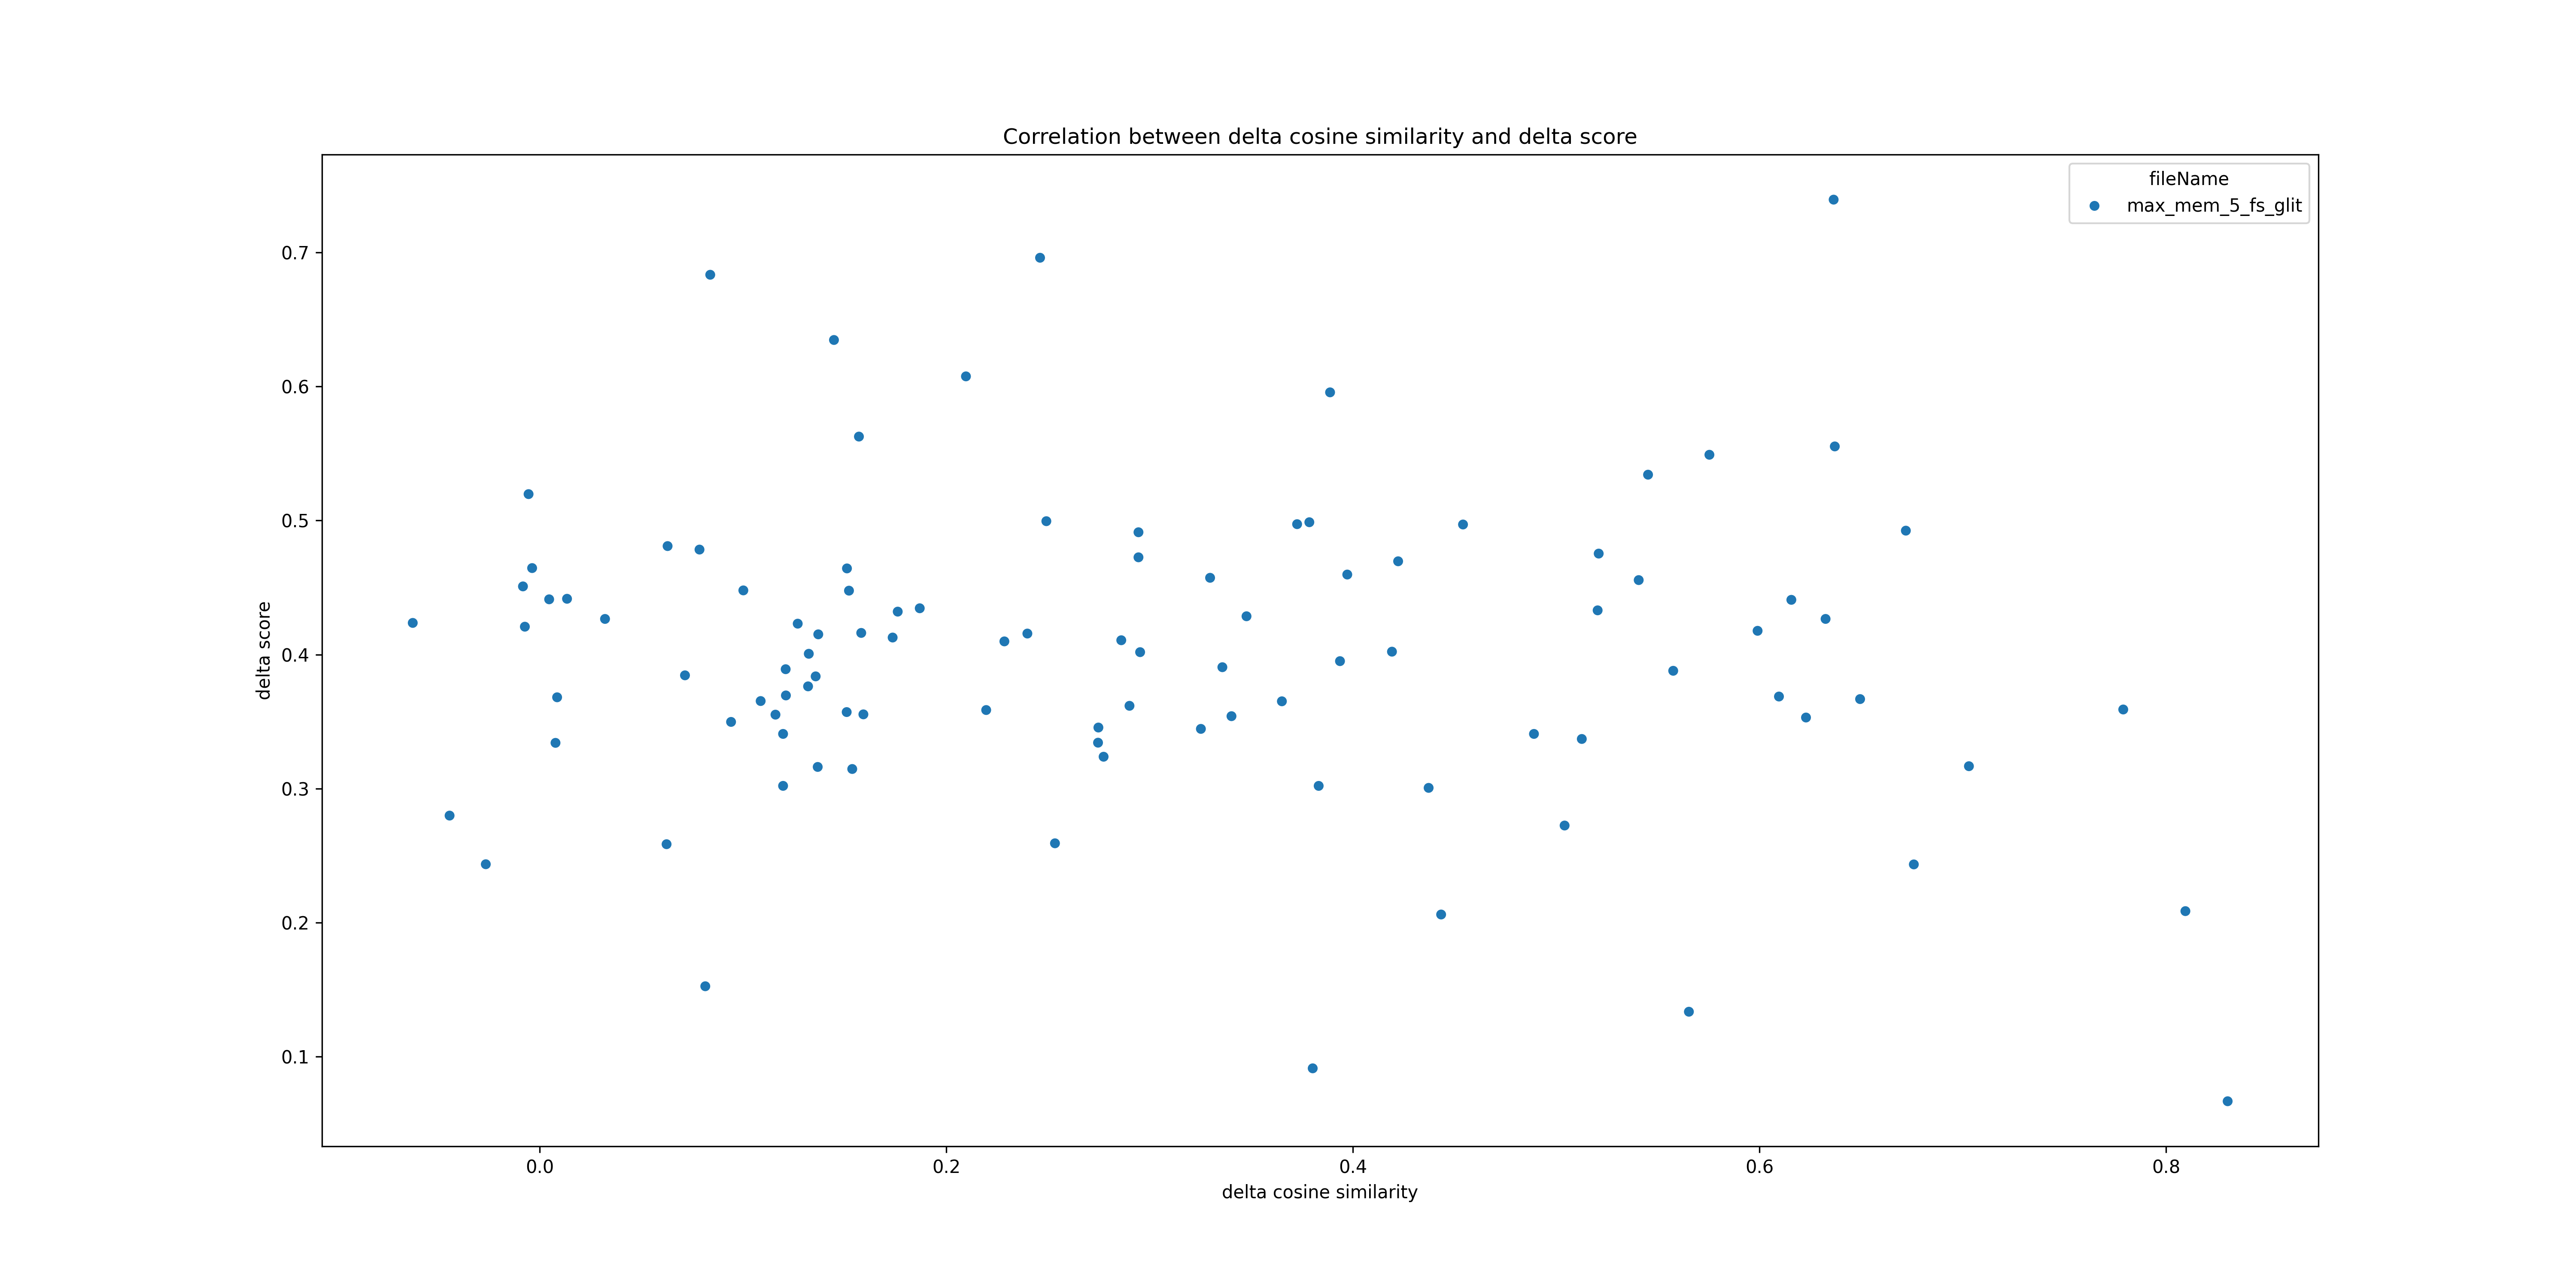 Correlation between delta cosine similarity and delta score
fileName
max_mem_5_fs_glit
0.7
0.6
0.5
0.4
0.3
0.2
0.1
delta score
0.0 0.2 0.4 0.6 0.8
delta cosine similarity